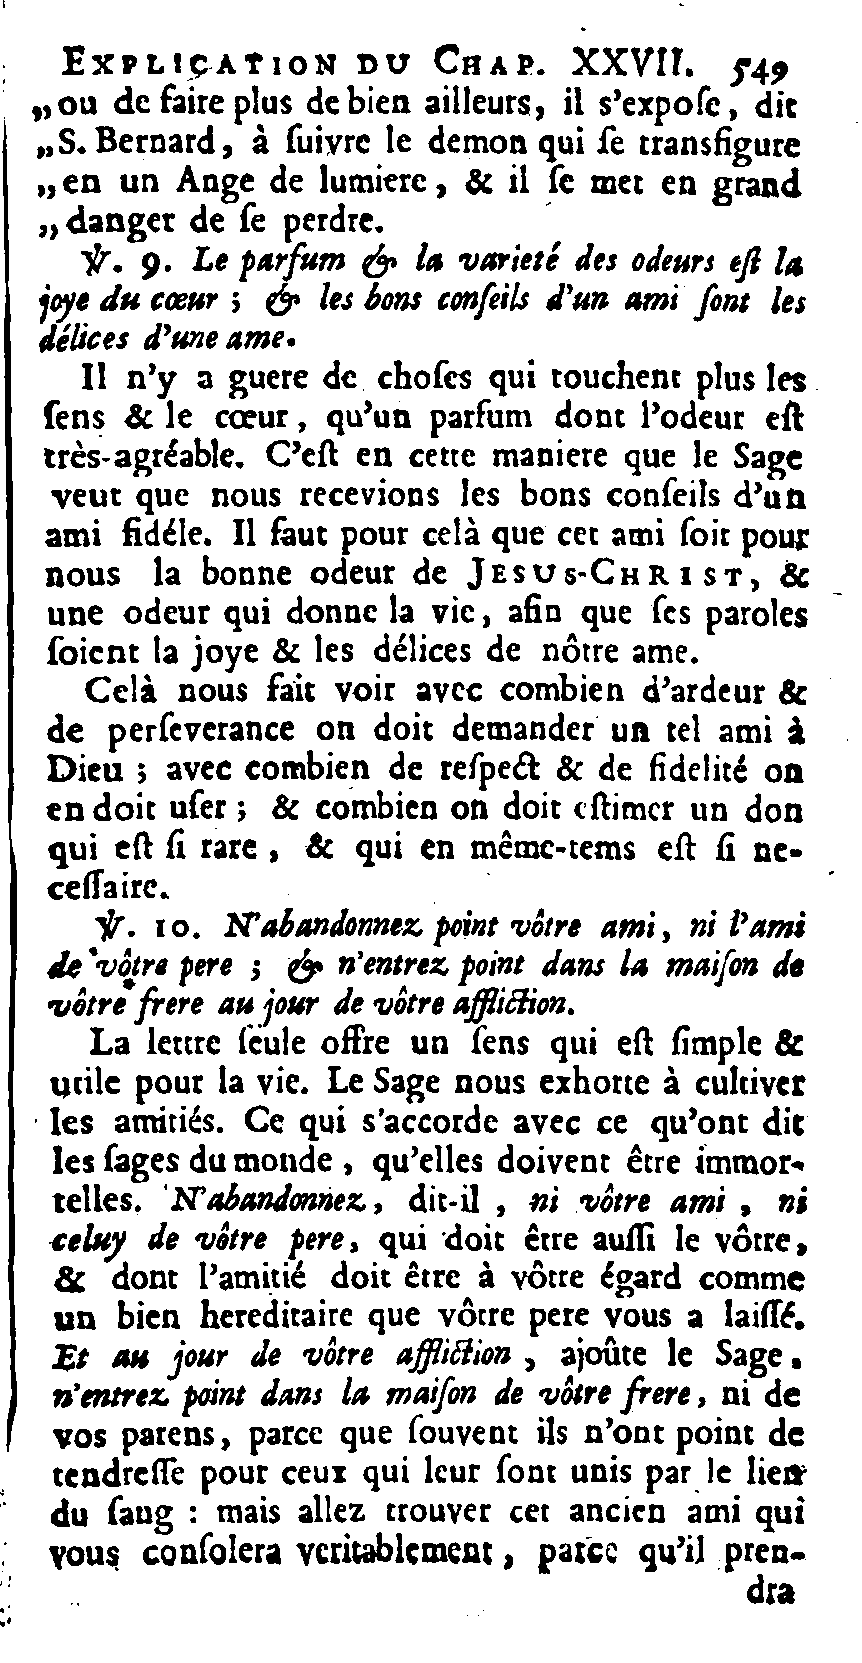 EXPLICATION DU CHAP. XXVII. 549
„ou de faire plus de bien ailleurs, il s'expoſe, dit
„S. Bernard, à ſuivre le demon qui ſe transfigure
„en un Ange de lumiere, & il ſe met en grand
„danger de ſe perdre.
℣. 9. Le parfum & la varieté des odeurs eſt la
joye du cœur ; & les bons conſeils d'un ami ſont les
délices d'une ame.
Il n'y a guere de choſes qui touchent plus les
ſens & le cœur, qu'un parfum dont l'odeur eſt
très-agréable. C'eſt en cette maniere que le Sage
veut que nous recevions les bons conſeils d'un
ami fidéle. Il faut pour celà que cet ami ſoit pour
nous la bonne odeur de JESUS-CHRIST, &
une odeur qui donne la vie, afin que ſes paroles
ſoient la joye & les délices de nôtre ame.
Celà nous fait voir avec combien d'ardeur &
de perſeverance on doit demander un tel ami à
Dieu ; avec combien de reſpect & de fidelité on
en doit uſer ; & combien on doit eſtimer un don
qui eſt ſi rare, & qui en même-tems eſt ſi ne-
ceſſaire.
℣. 10. N'abandonnez point vôtre ami, ni l'ami
de vôtre pere ; & n'entrez point dans la maiſon de
vôtre frere au jour de vôtre affliction.
La lettre ſeule offre un ſens qui eſt ſimple &
utile pour la vie. Le Sage nous exhorte à cultiver
les amitiés. Ce qui s'accorde avec ce qu'ont dit
les ſages du monde, qu'elles doivent être immor-
telles. N'abandonnez, dit-il, ni vôtre ami, ni
celuy de vôtre pere, qui doit être auſſi le vôtre,
& dont l'amitié doit être à vôtre égard comme
un bien hereditaire que vôtre pere vous a laiſſé.
Et au jour de vôtre affliction, ajoûte le Sage,
n'entrez point dans la maiſon de vôtre frere, ni de
vos parens, parce que ſouvent ils n'ont point de
tendreſſe pour ceux qui leur ſont unis par le lien
du ſang : mais allez trouver cet ancien ami qui
vous conſolera veritablement, parce qu'il pren-
dra